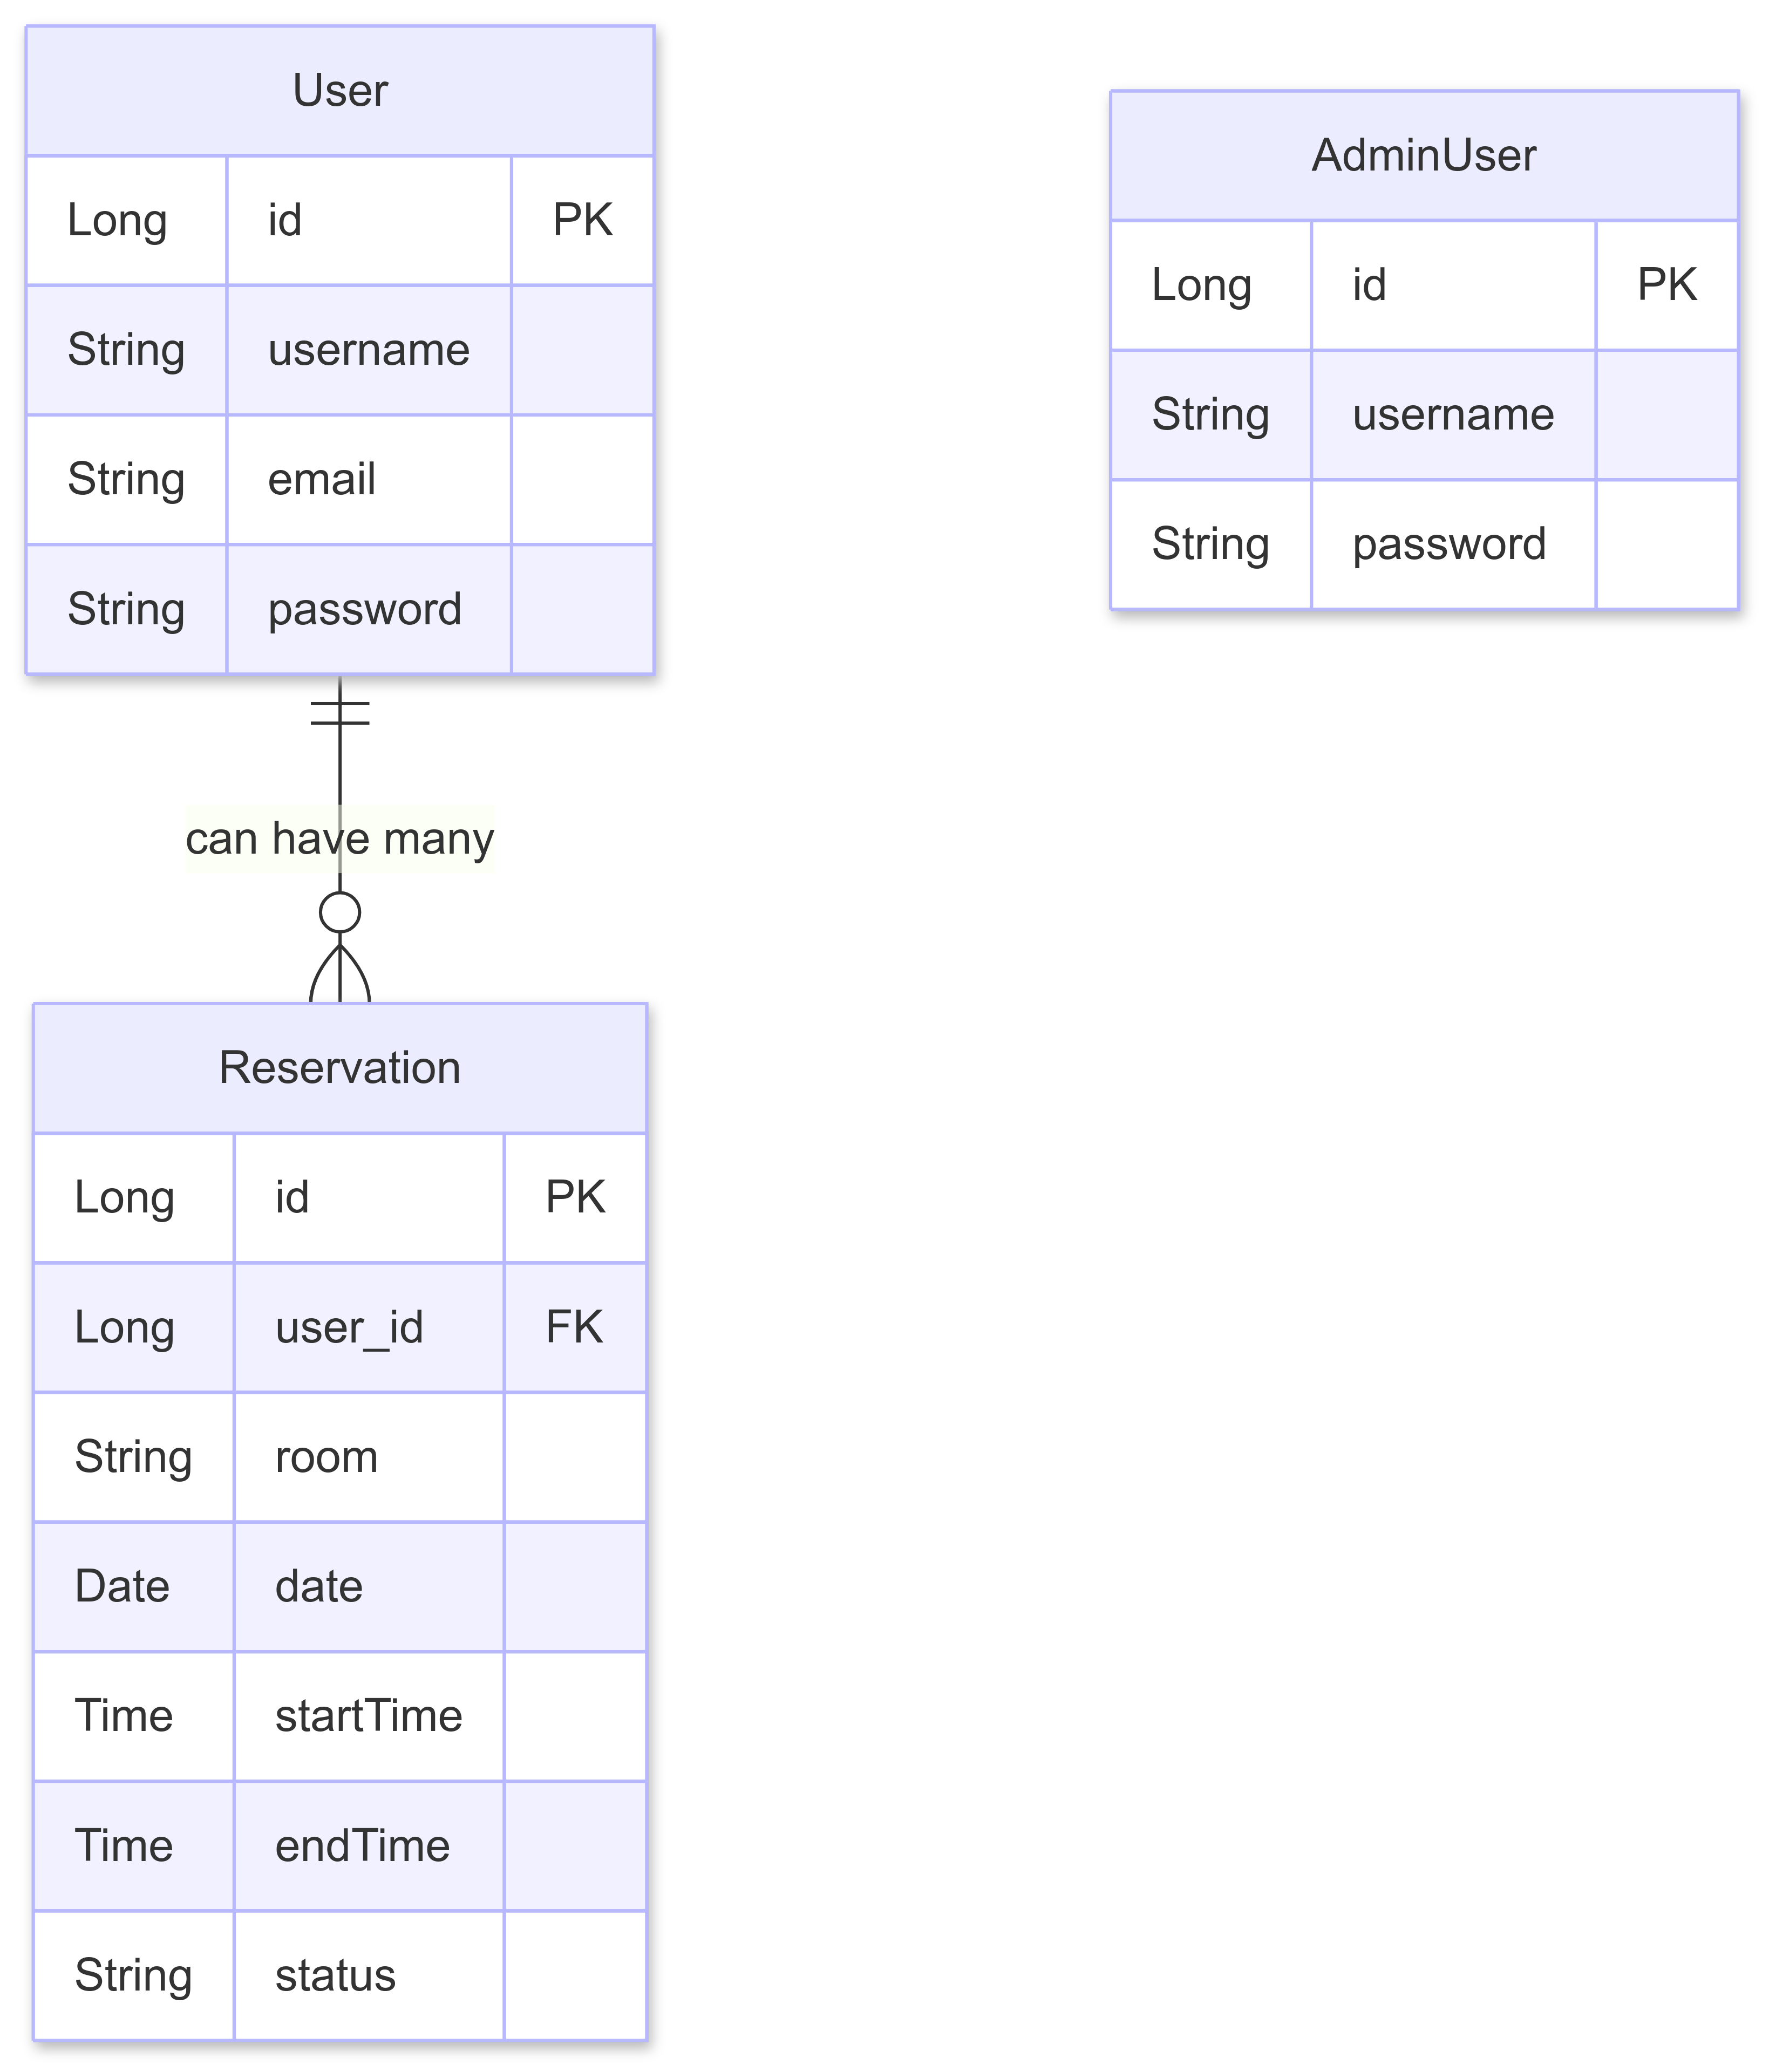 User
Long id PK
String username
String email
String password
can have many
Reservation
Long id PK
Long user_id FK
String room
Date date
Time startTime
Time endTime
String status
AdminUser
Long id PK
String username
String password